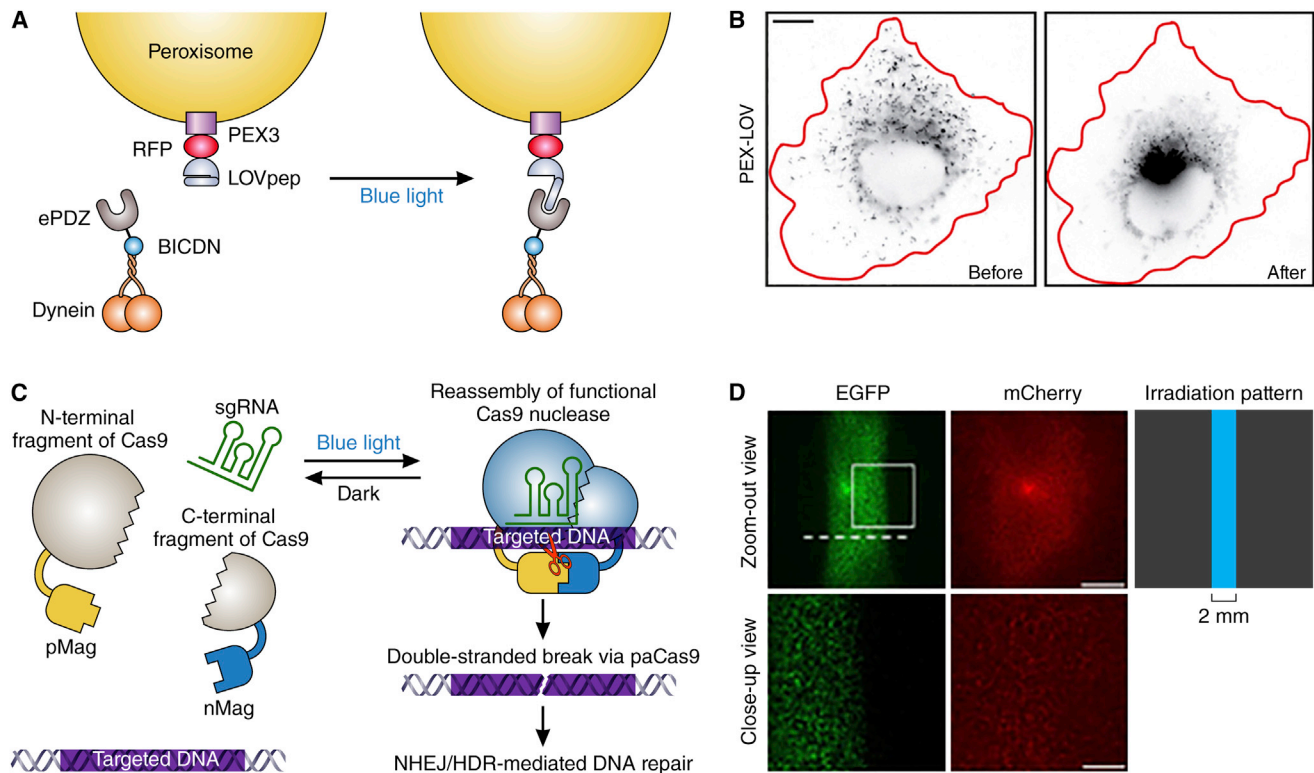 A
Peroxisome
PEX3
RFP
LOVpep
ePDZ
BICDN
Dynein
Blue light
B
PEX-LOV
Before
After
C
N-terminal
fragment of Cas9
sgRNA
C-terminal
fragment of Cas9
pMag
nMag
Targeted DNA
Blue light
Dark
Reassembly of functional
Cas9 nuclease
Targeted DNA
Double-stranded break via paCas9
NHEJ/HDR-mediated DNA repair
D
EGFP
mCherry
Irradiation pattern
Zoom-out view
2 mm
Close-up view